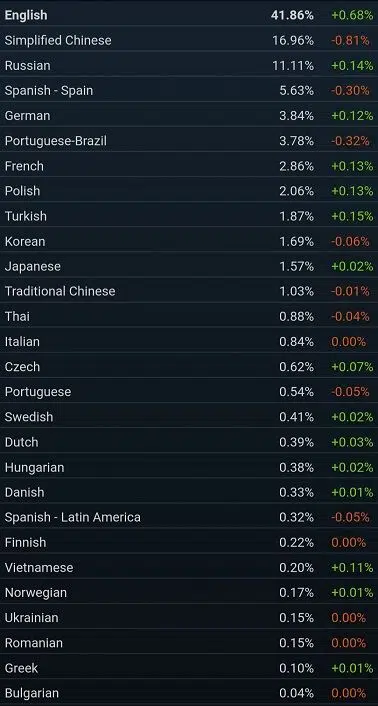 English 41.86% +0.68%
Simplified Chinese 16.96% -0.81%
Russian 11.11% +0.14%
Spanish - Spain 5.63% -0.30%
German 3.84% +0.12%
Portuguese-Brazil 3.78% -0.32%
French 2.86% +0.13%
Polish 2.06% +0.13%
Turkish 1.87% +0.15%
Korean 1.69% -0.06%
Japanese 1.57% +0.02%
Traditional Chinese 1.03% -0.01%
Thai 0.88% -0.04%
Italian 0.84% 0.00%
Czech 0.62% +0.07%
Portuguese 0.54% -0.05%
Swedish 0.41% +0.02%
Dutch 0.39% +0.03%
Hungarian 0.38% +0.02%
Danish 0.33% +0.01%
Spanish - Latin America 0.32% -0.05%
Finnish 0.22% 0.00%
Vietnamese 0.20% +0.11%
Norwegian 0.17% +0.01%
Ukrainian 0.15% 0.00%
Romanian 0.15% 0.00%
Greek 0.10% +0.01%
Bulgarian 0.04% 0.00%